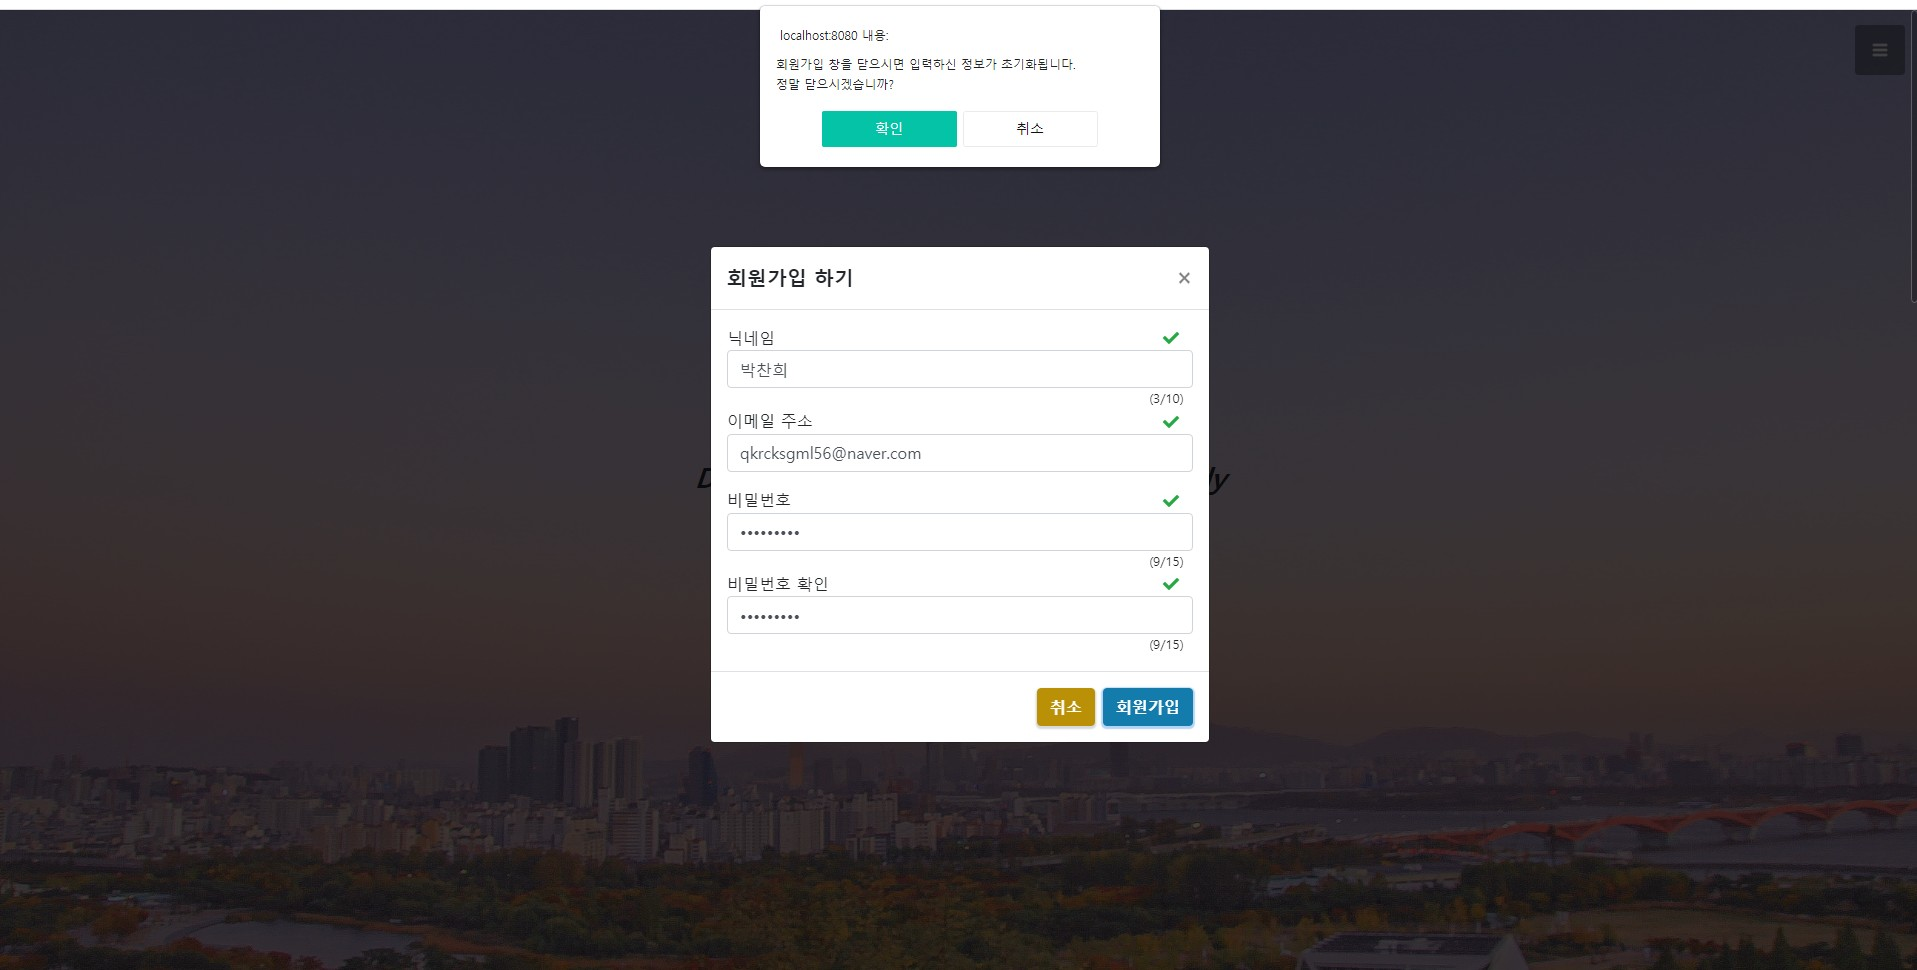 localhost:8080 내용:
회원가입 창을 닫으시면 입력하신 정보가 초기화됩니다.
정말 닫으시겠습니까?
확인 취소
회원가입 하기 ×
닉네임
박찬희
(3/10)
이메일 주소
qkrcksgml56@naver.com
비밀번호
•••••••••
(9/15)
비밀번호 확인
•••••••••
(9/15)
취소 회원가입